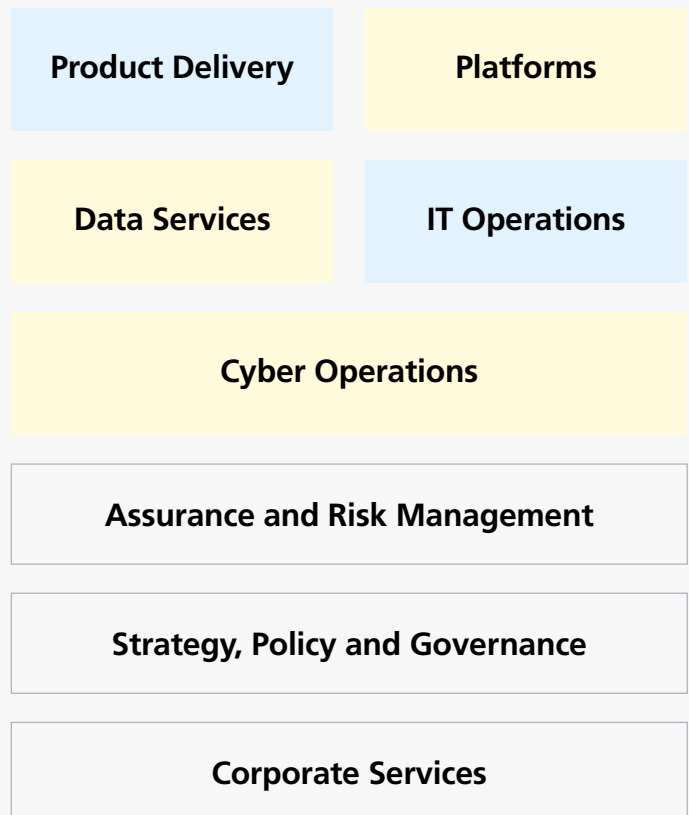 Product Delivery
Platforms
Data Services
IT Operations
Cyber Operations
Assurance and Risk Management
Strategy, Policy and Governance
Corporate Services